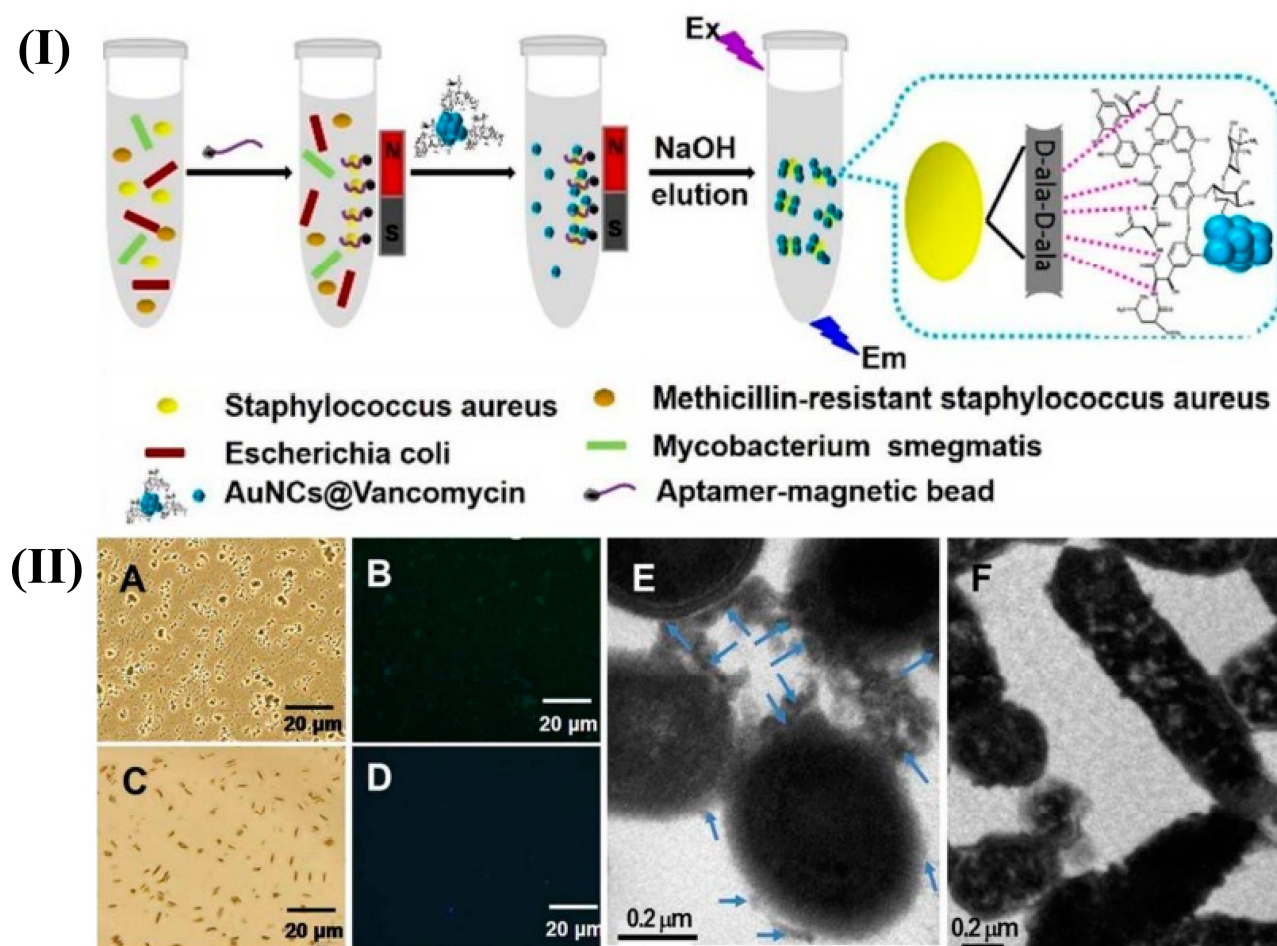 (I)
Ex
N
S
N
S
NaOH
elution
D-ala-D-ala
Em
Staphylococcus aureus
Methicillin-resistant staphylococcus aureus
Escherichia coli
Mycobacterium smegmatis
AuNCs@Vancomycin
Aptamer-magnetic bead
(II)
A
20 μm
B
20 μm
E
0.2 μm
F
0.2 μm
C
20 μm
D
20 μm